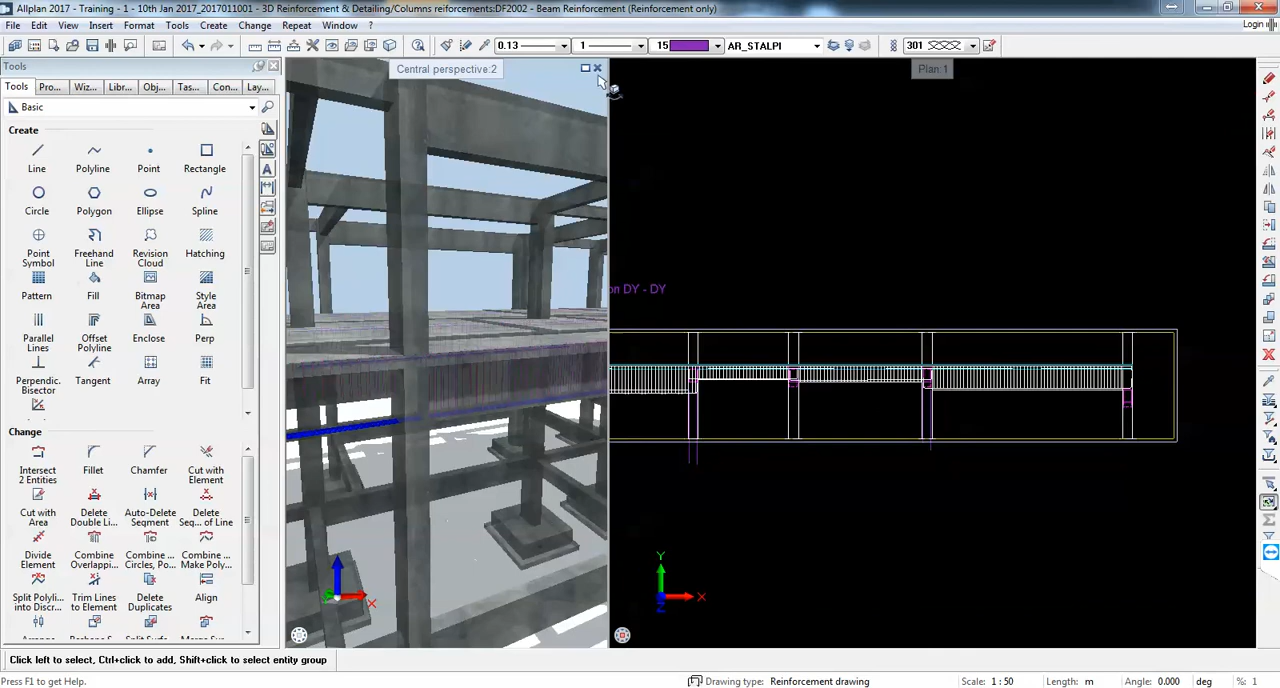 Allplan 2017 - Training - 1 - 10th Jan 2017_2017011001 - 3D Reinforcement & Detailing/Columns reiforcements:DF2002 - Beam Reinforcement (Reinforcement only)
File Edit View Insert Format Tools Create Change Repeat Window ? Login
0.13 1 15 AR_STALPI 301
Tools
Tools Pro... Wiz... Libr... Obj... Tas... Con... Lay...
Basic
Create
Line Polyline Point Rectangle
Circle Polygon Ellipse Spline
Point Symbol Freehand Line Revision Cloud Hatching
Pattern Fill Bitmap Area Style Area
Parallel Lines Offset Polyline Enclose Perp
Perpendic. Bisector Tangent Array Fit
Change
Intersect 2 Entities Fillet Chamfer Cut with Element
Cut with Area Delete Double Li... Auto-Delete Segment Delete Seq... of Line
Divide Element Combine Overlappi... Combine ... Circles, Po... Combine ... Make Poly...
Split Polyli... into Discr... Trim Lines to Element Delete Duplicates Align
Central perspective:2
Plan:1
on DY - DY
X
Y
Z
X
Click left to select, Ctrl+click to add, Shift+click to select entity group
Press F1 to get Help. Drawing type: Reinforcement drawing Scale: 1 : 50 Length: m Angle: 0.000 deg %: 1